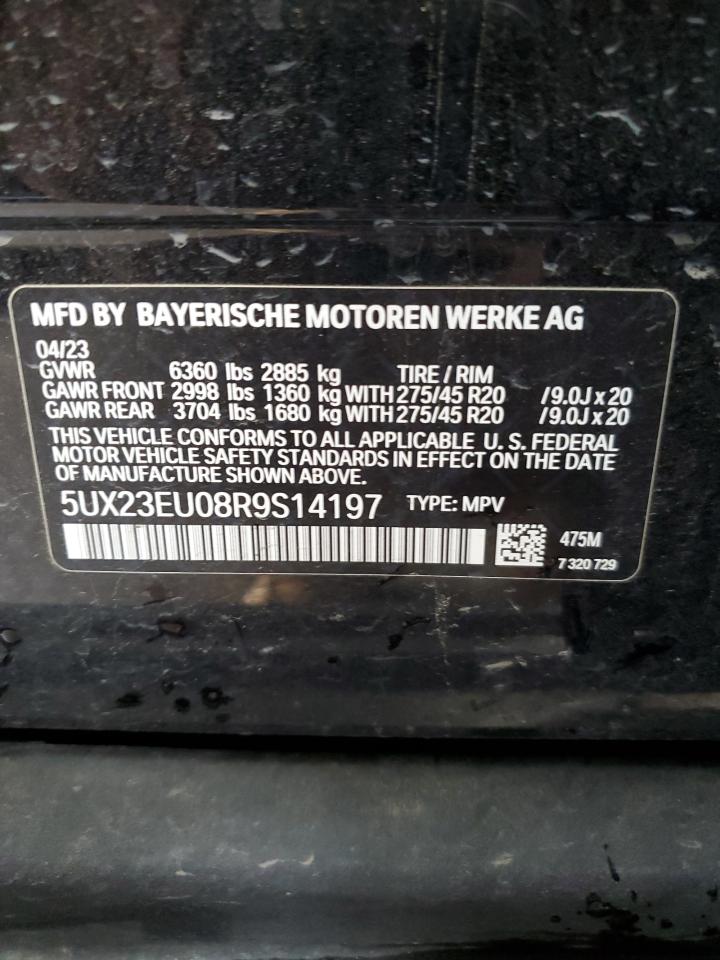 MFD BY BAYERISCHE MOTOREN WERKE AG
04/23
GVWR 6360 lbs 2885 kg TIRE / RIM
GAWR FRONT 2998 lbs 1360 kg WITH 275/45 R20 / 9.0J x 20
GAWR REAR 3704 lbs 1680 kg WITH 275/45 R20 / 9.0J x 20
THIS VEHICLE CONFORMS TO ALL APPLICABLE U. S. FEDERAL
MOTOR VEHICLE SAFETY STANDARDS IN EFFECT ON THE DATE
OF MANUFACTURE SHOWN ABOVE.
5UX23EU08R9S14197 TYPE: MPV
475M
7 320 729